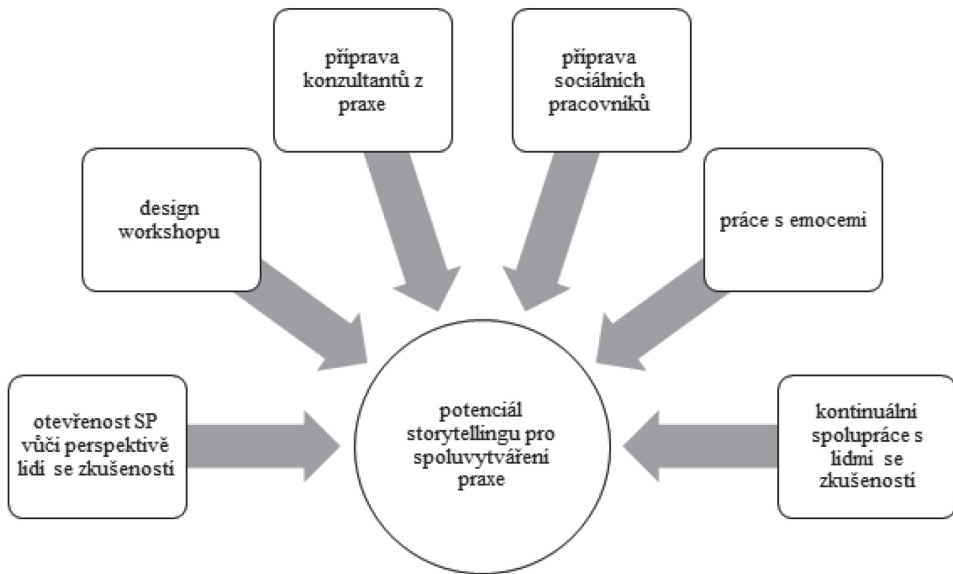 příprava
konzultantů z
praxe
příprava
sociálních
pracovníků
design
workshopu
práce s emocemi
otevřenost SP
vůči perspektivě
lidí se zkušeností
potenciál
storytellingu pro
spoluvytváření
praxe
kontinuální
spolupráce s
lidmi se
zkušeností